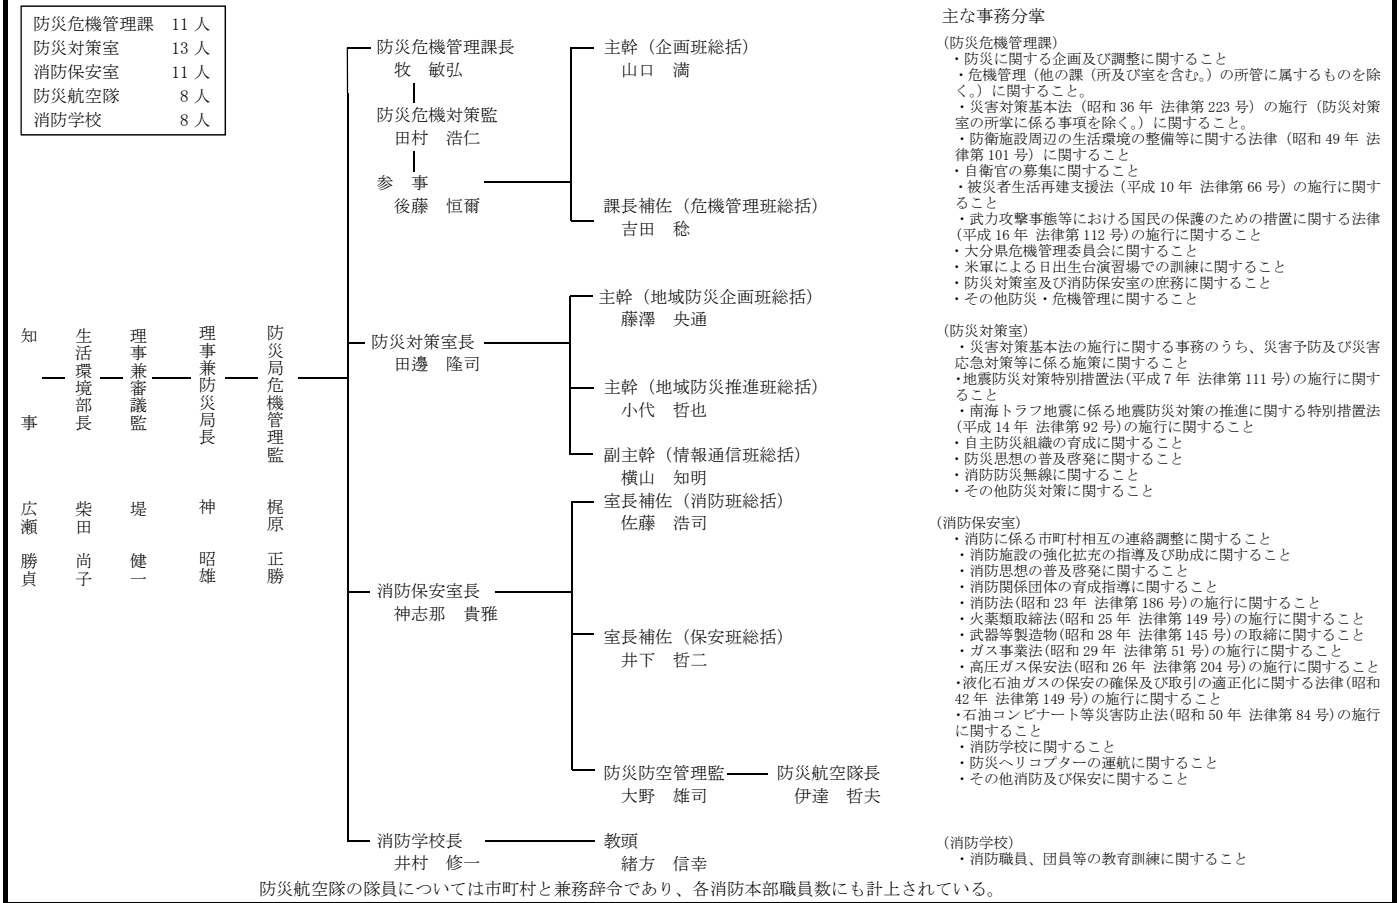 防災危機管理課 11人
防災対策室 13人
消防保安室 11人
防災航空隊 8人
消防学校 8人
知事
広瀬 勝貞
生活環境部長
柴田 尚子
理事兼審議監
堤 健一
理事兼防災局長
神 昭雄
防災局危機管理監
梶原 正勝
防災危機管理課長
牧 敏弘
防災危機対策監
田村 浩仁
参 事
後藤 恒爾
主幹(企画班総括)
山口 満
課長補佐(危機管理班総括)
吉田 稔
防災対策室長
田邊 隆司
主幹(地域防災企画班総括)
藤澤 央通
主幹(地域防災推進班総括)
小代 哲也
副主幹(情報通信班総括)
横山 知明
消防保安室長
神志那 貴雅
室長補佐(消防班総括)
佐藤 浩司
室長補佐(保安班総括)
井下 哲二
防災防空管理監
大野 雄司
防災航空隊長
伊達 哲夫
消防学校長
井村 修一
教頭
緒方 信幸
主な事務分掌
(防災危機管理課)
・防災に関する企画及び調整に関すること
・危機管理(他の課(所及び室を含む。)の所管に属するものを除
く。)に関すること。
・災害対策基本法(昭和36年 法律第223号)の施行(防災対策
室の所掌に係る事項を除く。)に関すること。
・防衛施設周辺の生活環境の整備等に関する法律(昭和49年 法
律第101号)に関すること
・自衛官の募集に関すること
・被災者生活再建支援法(平成10年 法律第66号)の施行に関す
ること
・武力攻撃事態等における国民の保護のための措置に関する法律
(平成16年 法律第112号)の施行に関すること
・大分県危機管理委員会に関すること
・米軍による日出生台演習場での訓練に関すること
・防災対策室及び消防保安室の庶務に関すること
・その他防災・危機管理に関すること
(防災対策室)
・災害対策基本法の施行に関する事務のうち、災害予防及び災害
応急対策等に係る施策に関すること
・地震防災対策特別措置法(平成7年 法律第111号)の施行に関す
ること
・南海トラフ地震に係る地震防災対策の推進に関する特別措置法
(平成14年 法律第92号)の施行に関すること
・自主防災組織の育成に関すること
・防災思想の普及啓発に関すること
・消防防災無線に関すること
・その他防災対策に関すること
(消防保安室)
・消防に係る市町村相互の連絡調整に関すること
・消防施設の強化拡充の指導及び助成に関すること
・消防思想の普及啓発に関すること
・消防関係団体の育成指導に関すること
・消防法(昭和23年 法律第186号)の施行に関すること
・火薬類取締法(昭和25年 法律第149号)の施行に関すること
・武器等製造物(昭和28年 法律第145号)の取締に関すること
・ガス事業法(昭和29年 法律第51号)の施行に関すること
・高圧ガス保安法(昭和26年 法律第204号)の施行に関すること
・液化石油ガスの保安の確保及び取引の適正化に関する法律(昭和
42年 法律第149号)の施行に関すること
・石油コンビナート等災害防止法(昭和50年 法律第84号)の施行
に関すること
・消防学校に関すること
・防災ヘリコプターの運航に関すること
・その他消防及び保安に関すること
(消防学校)
・消防職員、団員等の教育訓練に関すること
防災航空隊の隊員については市町村と兼務辞令であり、各消防本部職員数にも計上されている。